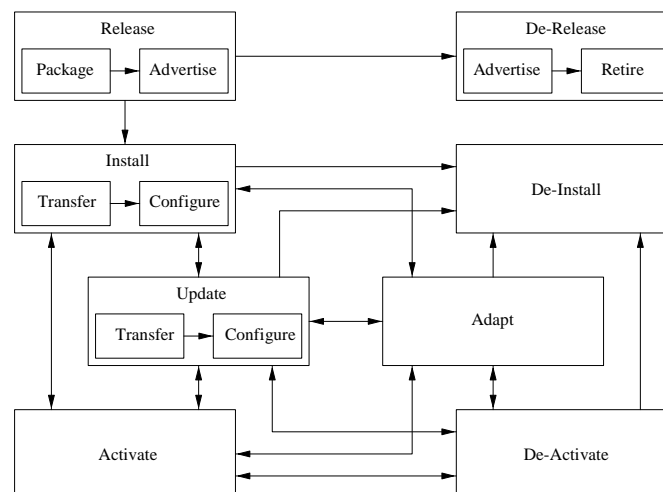 Release
De-Release
Package
Advertise
Advertise
Retire
Install
De-Install
Transfer
Configure
Update
Adapt
Transfer
Configure
Activate
De-Activate